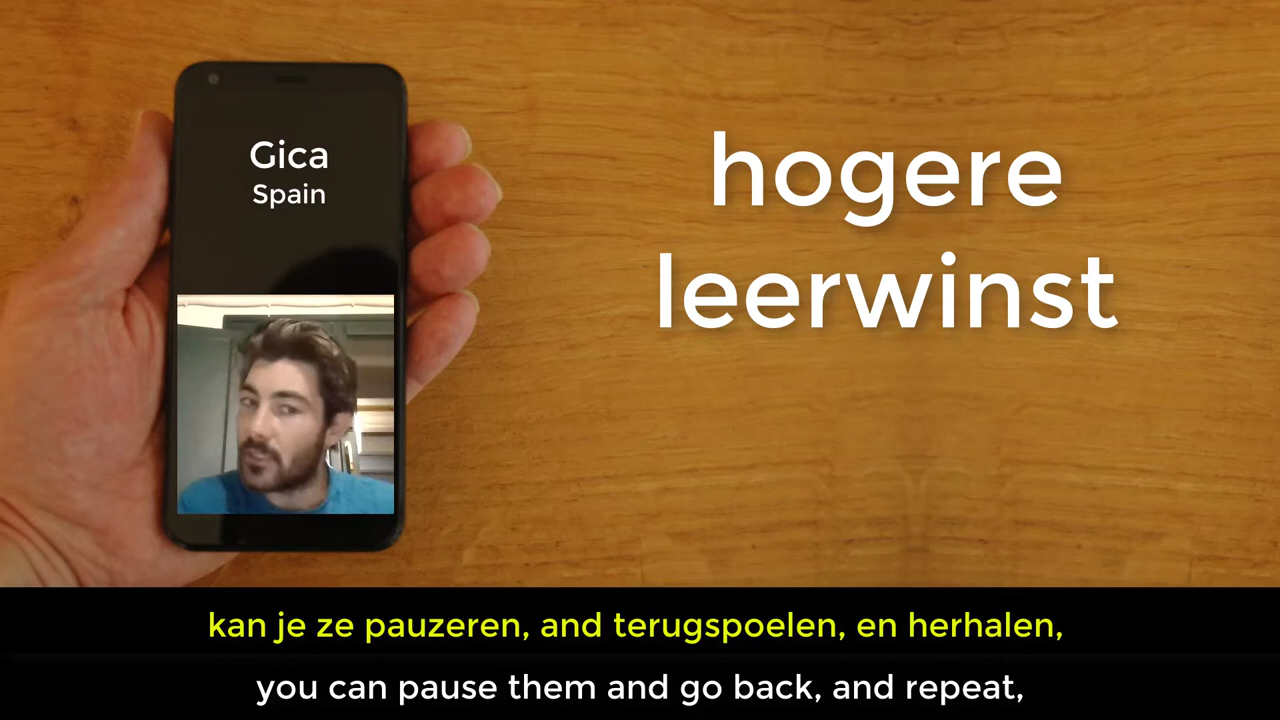 Gica
Spain
hogere
leerwinst
kan je ze pauzeren, and terugspoelen, en herhalen,
you can pause them and go back, and repeat,